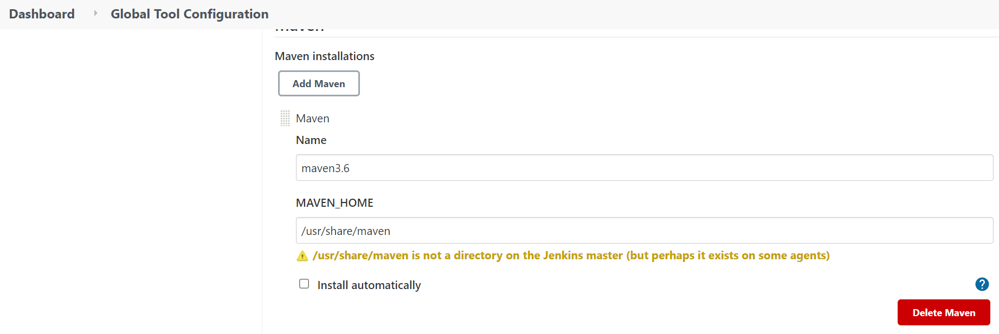 Dashboard Global Tool Configuration
Maven
Maven installations
Add Maven
Maven
Name
maven3.6
MAVEN_HOME
/usr/share/maven
/usr/share/maven is not a directory on the Jenkins master (but perhaps it exists on some agents)
Install automatically
?
Delete Maven